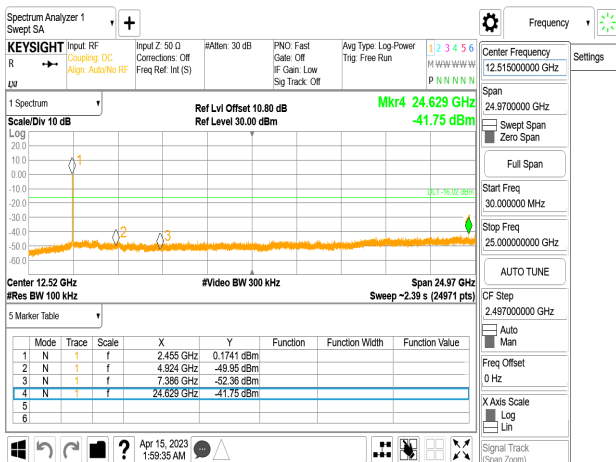 Spectrum Analyzer 1
Swept SA
Frequency
KEYSIGHT
Input: RF
Coupling: DC
Align: Auto/No RF
Input Z: 50 Ω
Corrections: Off
Freq Ref: Int (S)
#Atten: 30 dB
PNO: Fast
Gate: Off
IF Gain: Low
Sig Track: Off
Avg Type: Log-Power
Trig: Free Run
1 2 3 4 5 6
M W W W W W
P N N N N N
R
LXI
1 Spectrum
Scale/Div 10 dB
Ref Lvl Offset 10.80 dB
Ref Level 30.00 dBm
Mkr4 24.629 GHz
-41.75 dBm
Log
20.0
10.0
0.00
-10.0
-20.0
-30.0
-40.0
-50.0
-60.0
1
2
3
DL1 -16.02 dBm
Center 12.52 GHz
#Res BW 100 kHz
#Video BW 300 kHz
Span 24.97 GHz
Sweep ~2.39 s (24971 pts)
5 Marker Table
Mode Trace Scale X Y Function Function Width Function Value
1 N 1 f 2.455 GHz 0.1741 dBm
2 N 1 f 4.924 GHz -49.95 dBm
3 N 1 f 7.386 GHz -52.36 dBm
4 N 1 f 24.629 GHz -41.75 dBm
5
6
Apr 15, 2023
1:59:35 AM
Center Frequency
12.515000000 GHz
Settings
Span
24.9700000 GHz
Swept Span
Zero Span
Full Span
Start Freq
30.000000 MHz
Stop Freq
25.000000000 GHz
AUTO TUNE
CF Step
2.497000000 GHz
Auto
Man
Freq Offset
0 Hz
X Axis Scale
Log
Lin
Signal Track
(Span Zoom)